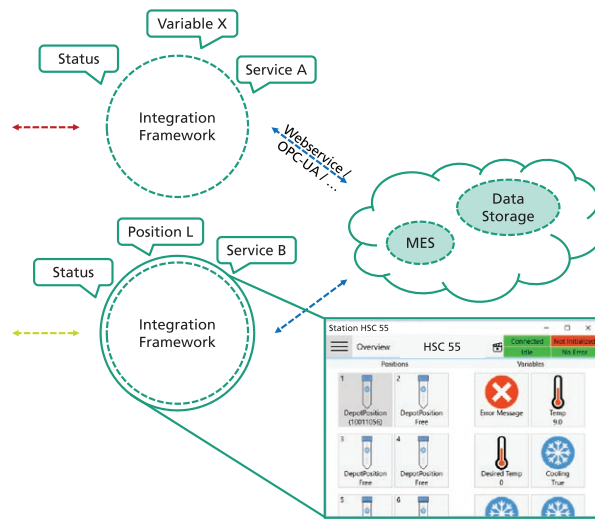 Variable X
Status
Service A
Integration
Framework
Webservice /
OPC-UA / ...
Data
Storage
MES
Position L
Service B
Status
Integration
Framework
Station HSC 55
Overview
HSC 55
Connected
Not Initialized
Idle
No Error
Positions
Variables
1
2
DepotPosition
(10011056)
DepotPosition
Free
Error Message
Temp
9.0
3
4
DepotPosition
Free
DepotPosition
Free
Desired Temp
0
Cooling
True
5
6